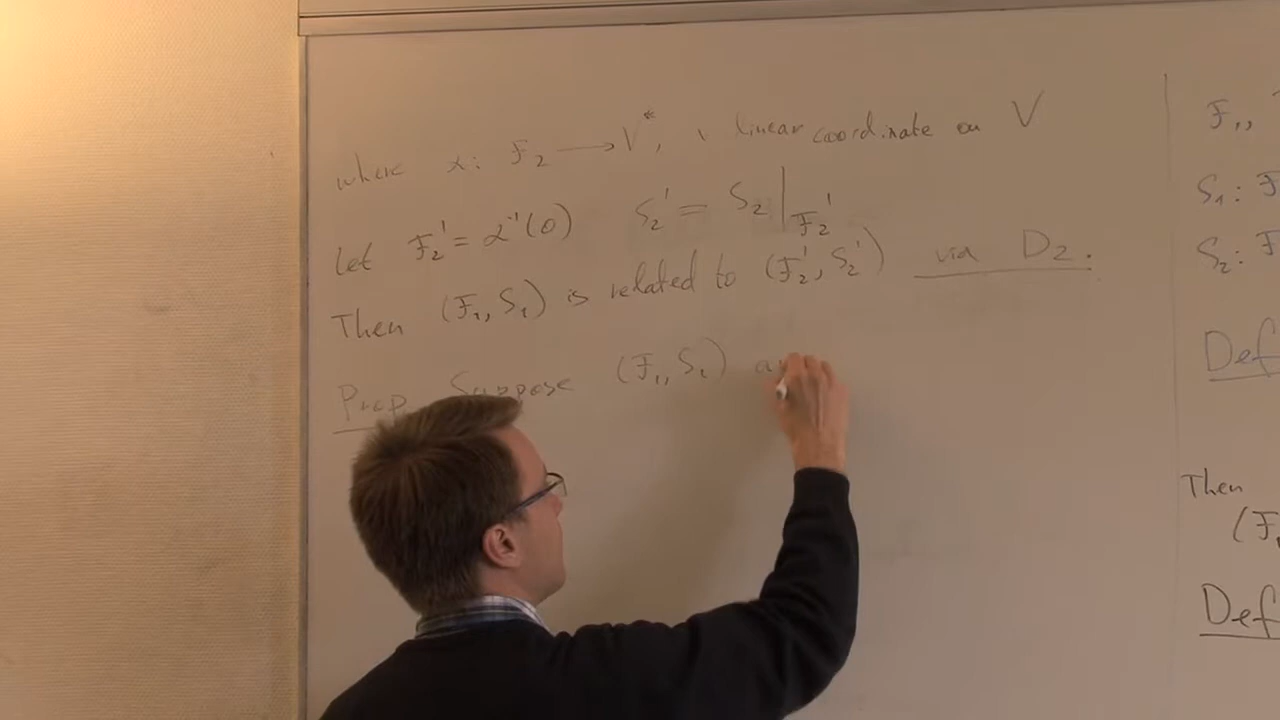 where α: F₂ → V*, v linear coordinate on V
Let F₂' = α⁻¹(0) S₂' = S₂|F₂'
Then (F₁, S₁) is related to (F₂', S₂') via D₂.
Prop Suppose (F₁, S₁) a
F₁,
S₁: F
S₂: F
Def
Then
(F₁
Def